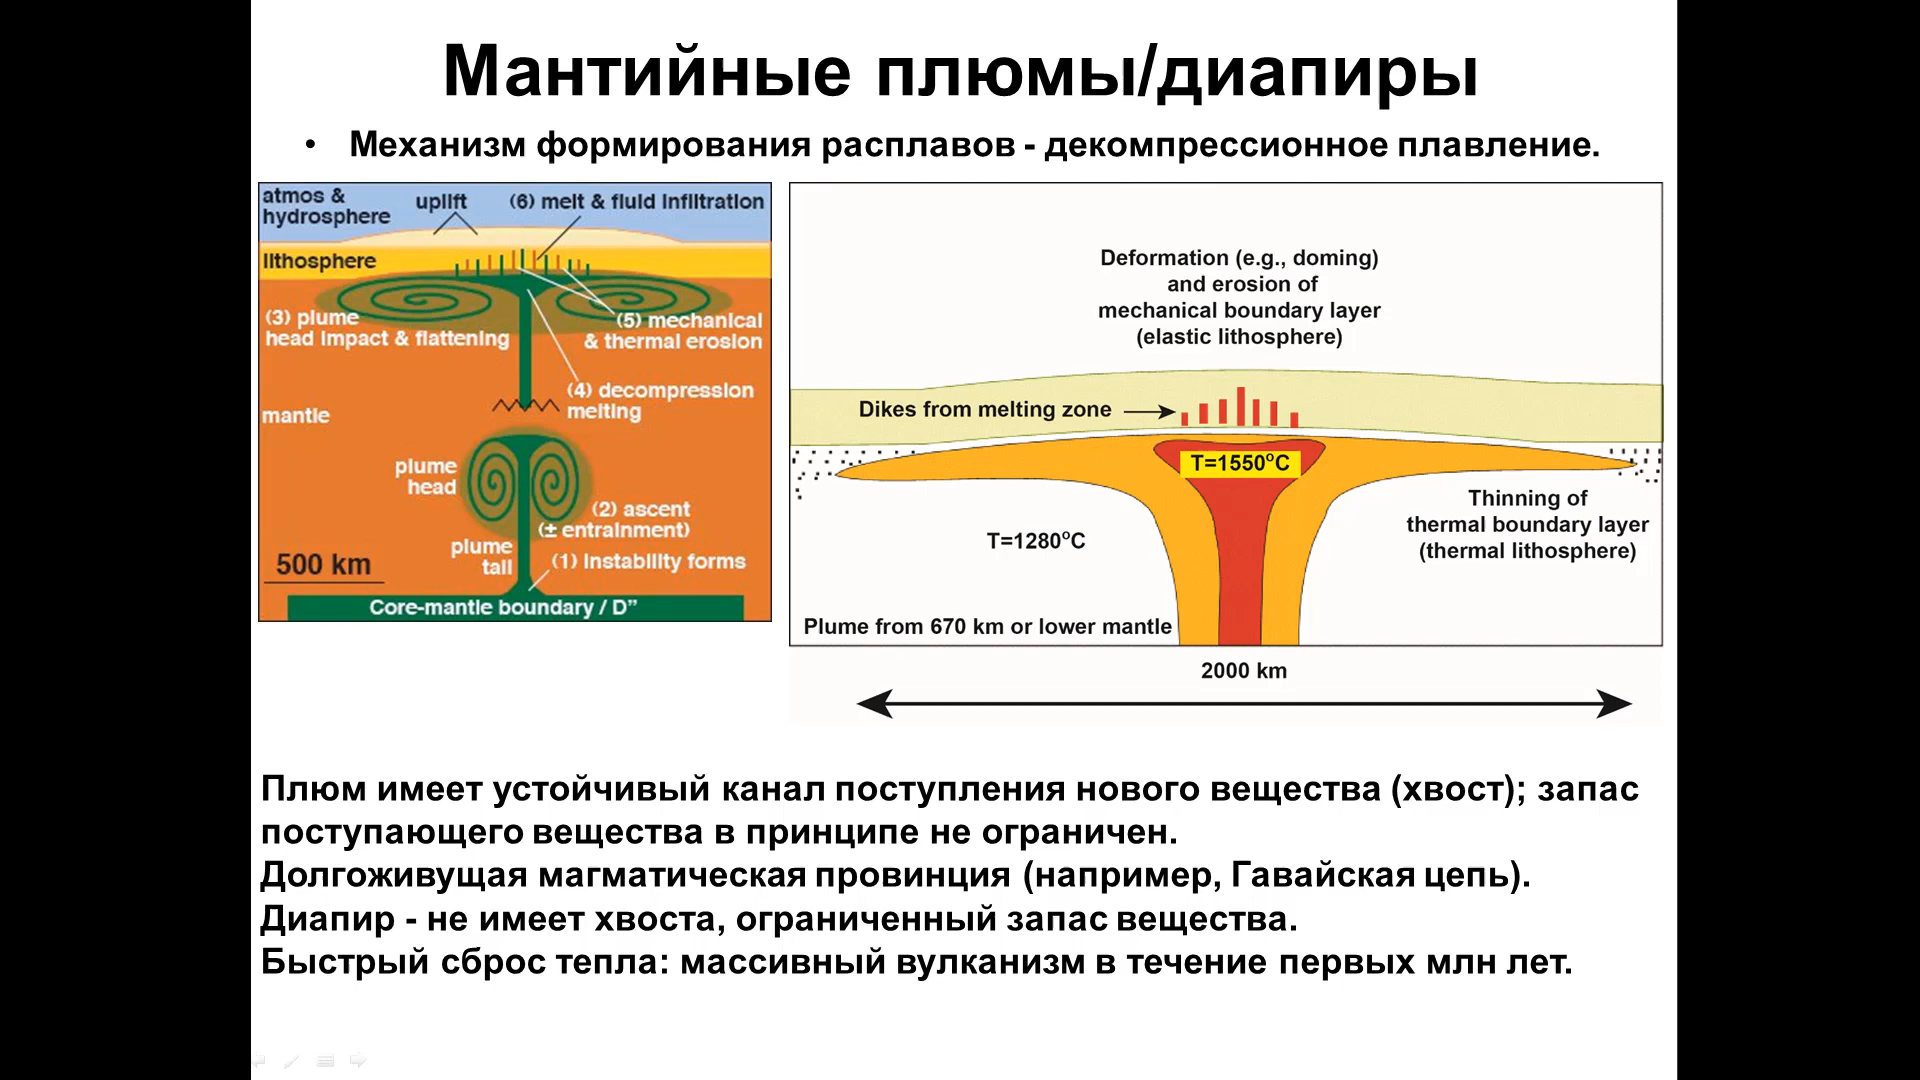 Мантийные плюмы/диапиры
• Механизм формирования расплавов - декомпрессионное плавление.
atmos &
hydrosphere
uplift
(6) melt & fluid infiltration
lithosphere
(3) plume
head impact & flattening
(5) mechanical
& thermal erosion
(4) decompression
melting
mantle
plume
head
(2) ascent
(± entrainment)
plume
tail
(1) instability forms
500 km
Core-mantle boundary / D”
Deformation (e.g., doming)
and erosion of
mechanical boundary layer
(elastic lithosphere)
Dikes from melting zone
T=1550°C
T=1280°C
Thinning of
thermal boundary layer
(thermal lithosphere)
Plume from 670 km or lower mantle
2000 km
Плюм имеет устойчивый канал поступления нового вещества (хвост); запас
поступающего вещества в принципе не ограничен.
Долгоживущая магматическая провинция (например, Гавайская цепь).
Диапир - не имеет хвоста, ограниченный запас вещества.
Быстрый сброс тепла: массивный вулканизм в течение первых млн лет.